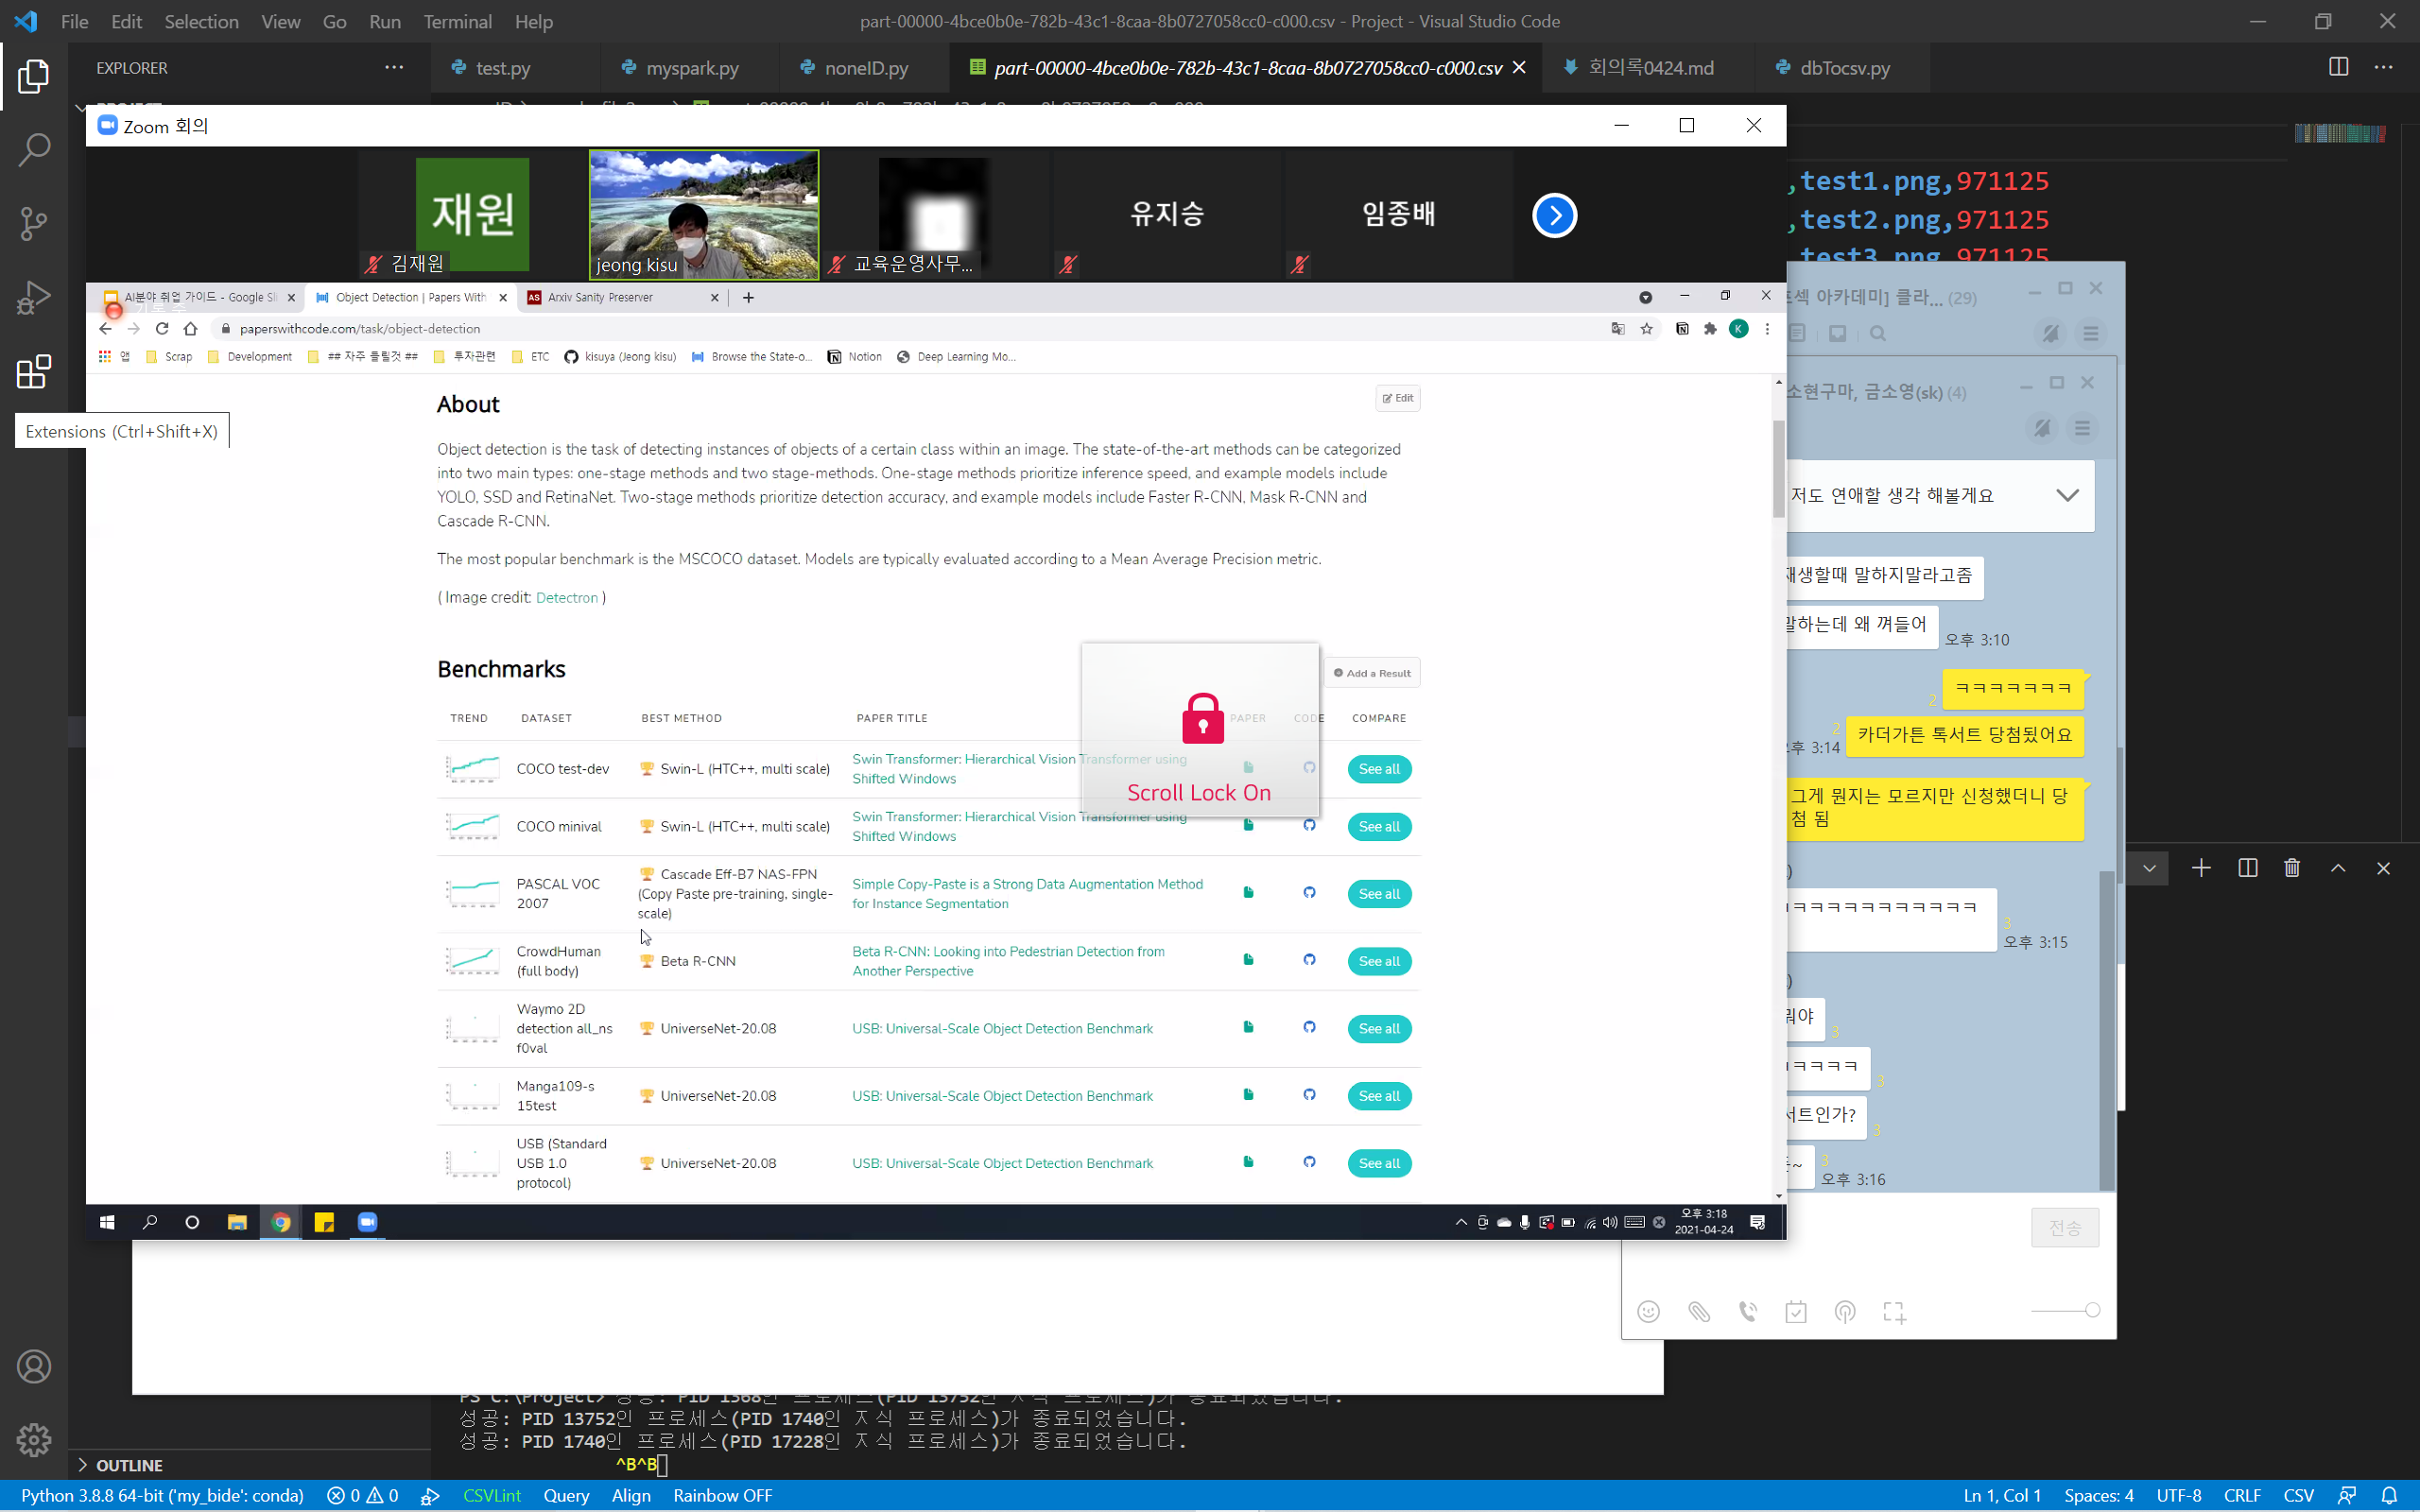 File Edit Selection View Go Run Terminal Help
part-00000-4bce0b0e-782b-43c1-8caa-8b0727058cc0-c000.csv - Project - Visual Studio Code
EXPLORER
test.py
myspark.py
noneID.py
part-00000-4bce0b0e-782b-43c1-8caa-8b0727058cc0-c000.csv
회의록0424.md
dbTocsv.py
Zoom 회의
,test1.png,971125
,test2.png,971125
test3.png,971125
재원
김재원
jeong kisu
교육운영사무...
유지승
임종배
AI분야 취업 가이드 - Google Sli
Object Detection | Papers With
Arxiv Sanity Preserver
paperswithcode.com/task/object-detection
앱
Scrap
Development
## 자주 들릴것 ##
투자관련
ETC
kisuya (Jeong kisu)
Browse the State-o...
Notion
Deep Learning Mo...
Extensions (Ctrl+Shift+X)
About
Edit
Object detection is the task of detecting instances of objects of a certain class within an image. The state-of-the-art methods can be categorized
into two main types: one-stage methods and two stage-methods. One-stage methods prioritize inference speed, and example models include
YOLO, SSD and RetinaNet. Two-stage methods prioritize detection accuracy, and example models include Faster R-CNN, Mask R-CNN and
Cascade R-CNN.
The most popular benchmark is the MSCOCO dataset. Models are typically evaluated according to a Mean Average Precision metric.
( Image credit: Detectron )
Benchmarks
Add a Result
TREND DATASET BEST METHOD PAPER TITLE PAPER CODE COMPARE
COCO test-dev
Swin-L (HTC++, multi scale)
Swin Transformer: Hierarchical Vision Transformer using
Shifted Windows
See all
COCO minival
Swin-L (HTC++, multi scale)
Swin Transformer: Hierarchical Vision Transformer using
Shifted Windows
See all
PASCAL VOC
2007
Cascade Eff-B7 NAS-FPN
(Copy Paste pre-training, single-
scale)
Simple Copy-Paste is a Strong Data Augmentation Method
for Instance Segmentation
See all
CrowdHuman
(full body)
Beta R-CNN
Beta R-CNN: Looking into Pedestrian Detection from
Another Perspective
See all
Waymo 2D
detection all_ns
f0val
UniverseNet-20.08
USB: Universal-Scale Object Detection Benchmark
See all
Manga109-s
15test
UniverseNet-20.08
USB: Universal-Scale Object Detection Benchmark
See all
USB (Standard
USB 1.0
protocol)
UniverseNet-20.08
USB: Universal-Scale Object Detection Benchmark
See all
Scroll Lock On
오후 3:18
2021-04-24
아카데미] 클라... (29)
소현구마, 금소영(sk) (4)
저도 연애할 생각 해볼게요
재생할때 말하지말라고좀
말하는데 왜 껴들어
오후 3:10
ㅋㅋㅋㅋㅋㅋㅋ
2
2
3:14
카더가든 독서트 당첨됐어요
그게 뭔지는 모르지만 신청했더니 당
첨 됨
ㅋㅋㅋㅋㅋㅋㅋㅋㅋㅋㅋ
3
오후 3:15
뭐야
3
ㅋㅋㅋㅋ
3
서트인가?
3
3
오후 3:16
전송
성공: PID 13752인 프로세스(PID 1740인 자식 프로세스)가 종료되었습니다.
성공: PID 1740인 프로세스(PID 17228인 자식 프로세스)가 종료되었습니다.
^B^B
OUTLINE
Python 3.8.8 64-bit ('my_bide': conda)
0 0
CSVLint
Query
Align
Rainbow OFF
Ln 1, Col 1
Spaces: 4
UTF-8
CRLF
CSV